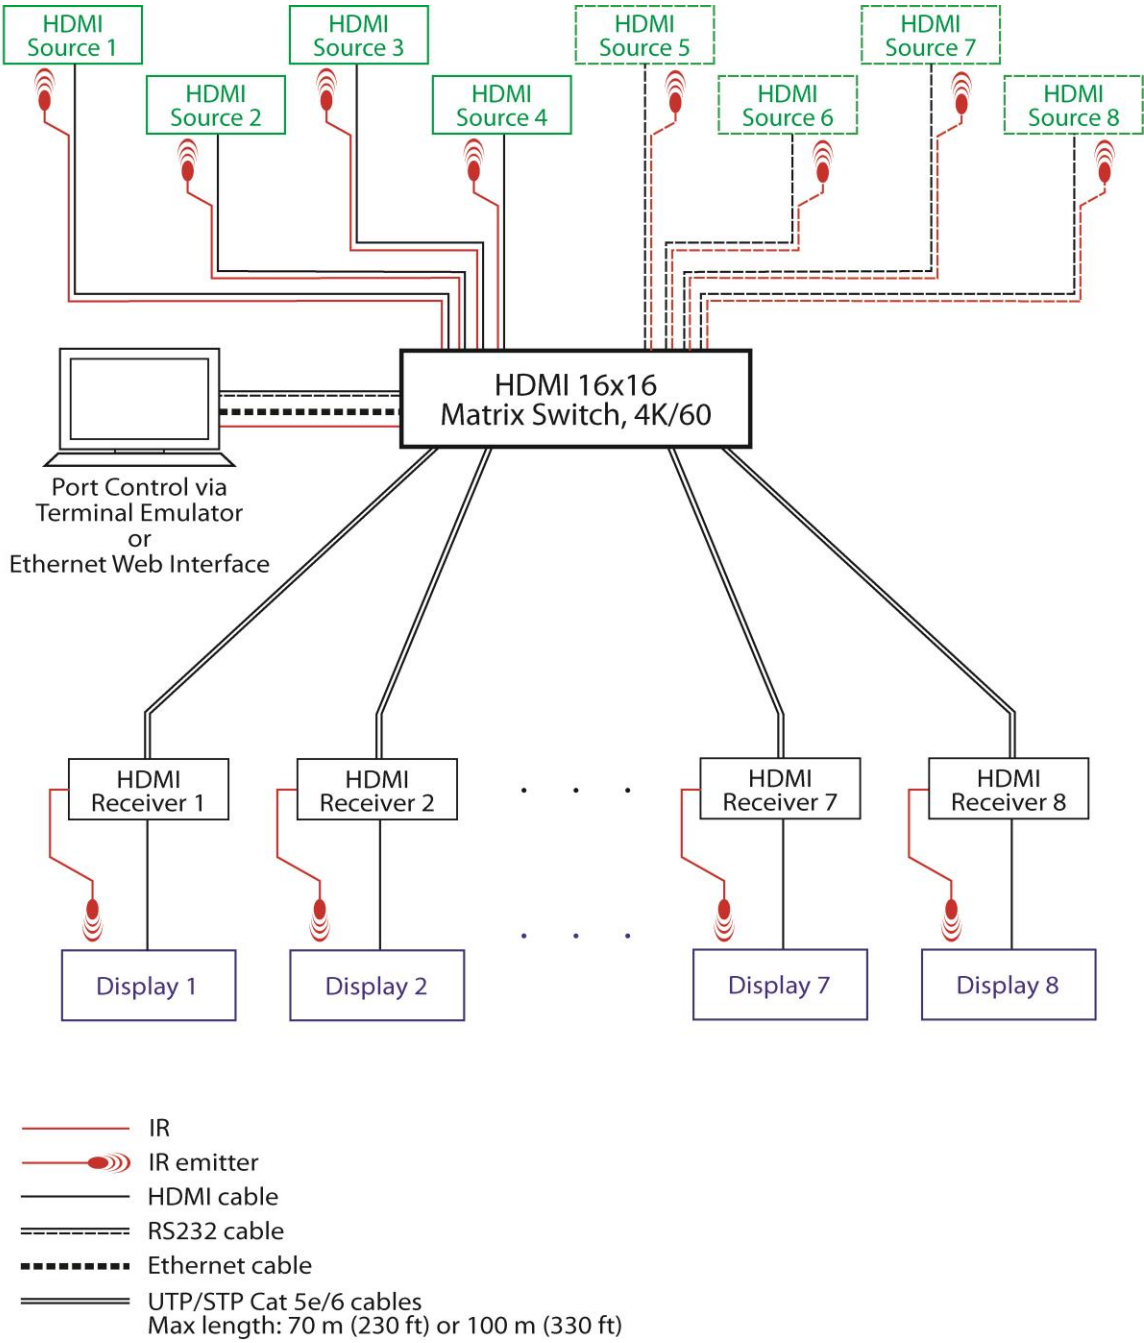 HDMI
Source 1
HDMI
Source 3
HDMI
Source 5
HDMI
Source 7
HDMI
Source 2
HDMI
Source 4
HDMI
Source 6
HDMI
Source 8
HDMI 16x16
Matrix Switch, 4K/60
Port Control via
Terminal Emulator
or
Ethernet Web Interface
HDMI
Receiver 1
HDMI
Receiver 2
HDMI
Receiver 7
HDMI
Receiver 8
Display 1
Display 2
Display 7
Display 8
IR
IR emitter
HDMI cable
RS232 cable
Ethernet cable
UTP/STP Cat 5e/6 cables
Max length: 70 m (230 ft) or 100 m (330 ft)